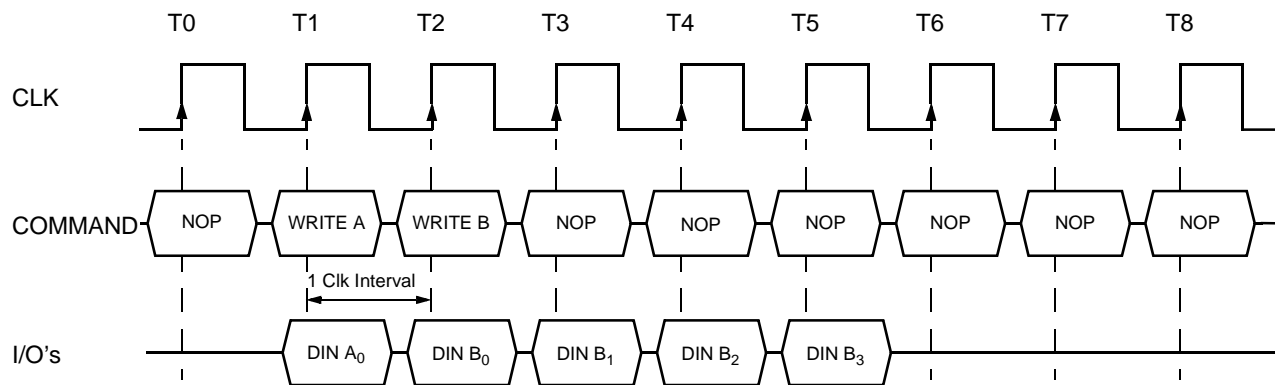 T0 T1 T2 T3 T4 T5 T6 T7 T8
CLK
COMMAND NOP WRITE A WRITE B NOP NOP NOP NOP NOP NOP
1 Clk Interval
I/O's DIN A0 DIN B0 DIN B1 DIN B2 DIN B3